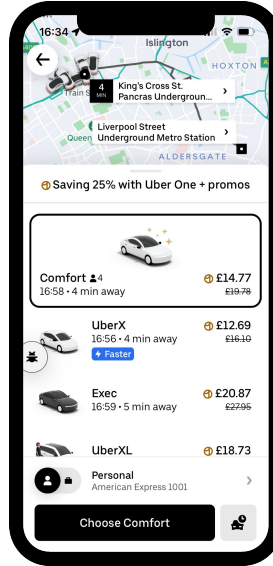 16:34
Islington
HOXTON
4
MIN
King's Cross St.
Pancras Undergroun...
Train S
Liverpool Street
Underground Metro Station
Queen
ALDERSGATE
Saving 25% with Uber One + promos
Comfort 4
£14.77
16:58 • 4 min away
£19.78
UberX
£12.69
16:56 • 4 min away
£16.10
Faster
Exec
£20.87
16:59 • 5 min away
£27.95
UberXL
£18.73
Personal
American Express 1001
Choose Comfort